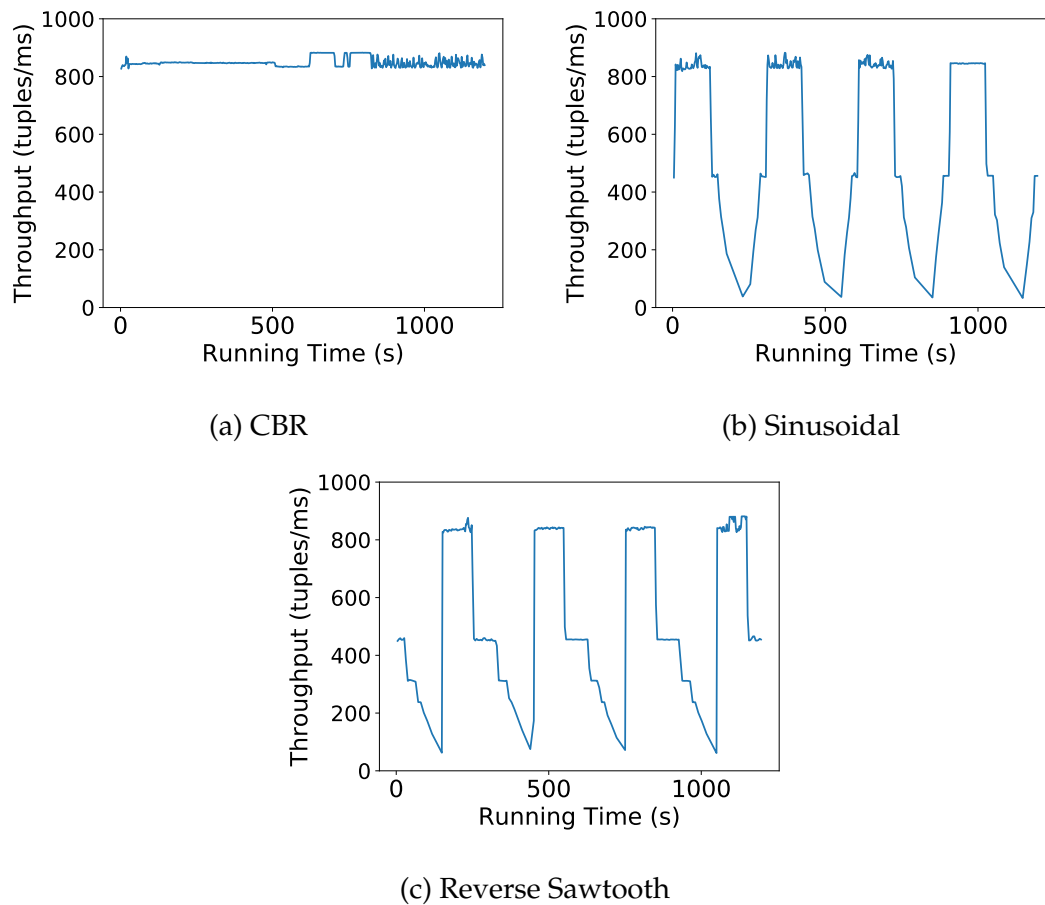 1000
800
600
400
200
0
Throughput (tuples/ms)
0 500 1000
Running Time (s)
(a) CBR
1000
800
600
400
200
0
Throughput (tuples/ms)
0 500 1000
Running Time (s)
(b) Sinusoidal
1000
800
600
400
200
0
Throughput (tuples/ms)
0 500 1000
Running Time (s)
(c) Reverse Sawtooth